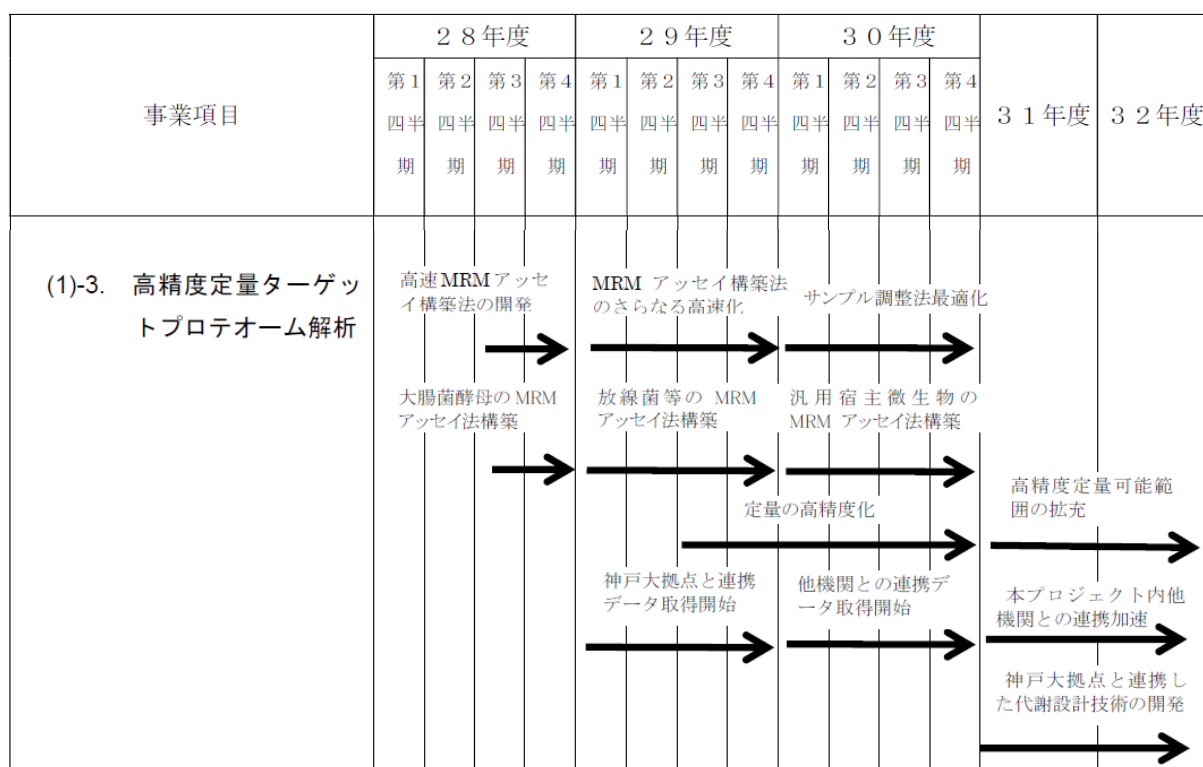 事業項目
２８年度
２９年度
３０年度
３１年度
３２年度
第１
四半
期
第２
四半
期
第３
四半
期
第４
四半
期
第１
四半
期
第２
四半
期
第３
四半
期
第４
四半
期
第１
四半
期
第２
四半
期
第３
四半
期
第４
四半
期
(1)-3. 高精度定量ターゲッ
トプロテオーム解析
高速MRMアッセ
イ構築法の開発
MRM アッセイ構築法
のさらなる高速化
サンプル調整法最適化
大腸菌酵母の MRM
アッセイ法構築
放線菌等の MRM
アッセイ法構築
汎用宿主微生物の
MRM アッセイ法構築
定量の高精度化
高精度定量可能範
囲の拡充
神戸大拠点と連携
データ取得開始
他機関との連携デ
ータ取得開始
本プロジェクト内他
機関との連携加速
神戸大拠点と連携し
た代謝設計技術の開発